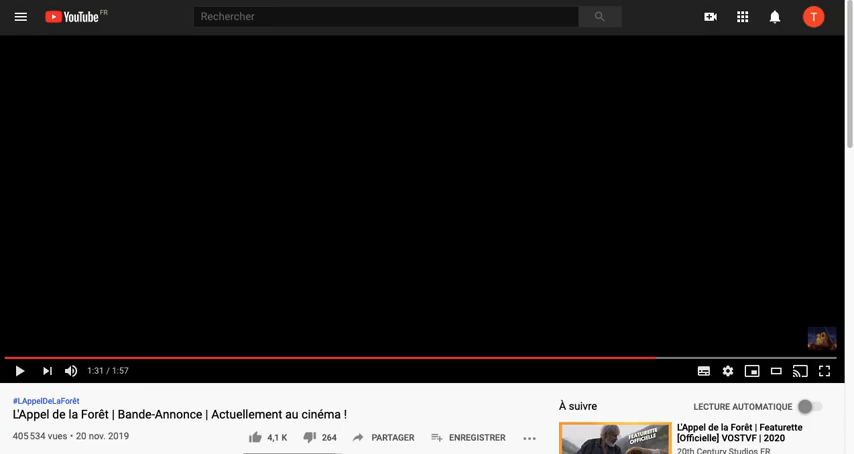 YouTube FR
Rechercher
T
1:31 / 1:57
#LAppelDeLaForêt
L'Appel de la Forêt | Bande-Annonce | Actuellement au cinéma !
405 534 vues • 20 nov. 2019
4,1 K
264
PARTAGER
ENREGISTRER
À suivre
LECTURE AUTOMATIQUE
FEATURETTE
OFFICIELLE
L'Appel de la Forêt | Featurette
[Officielle] VOSTVF | 2020
20th Century Studios FR